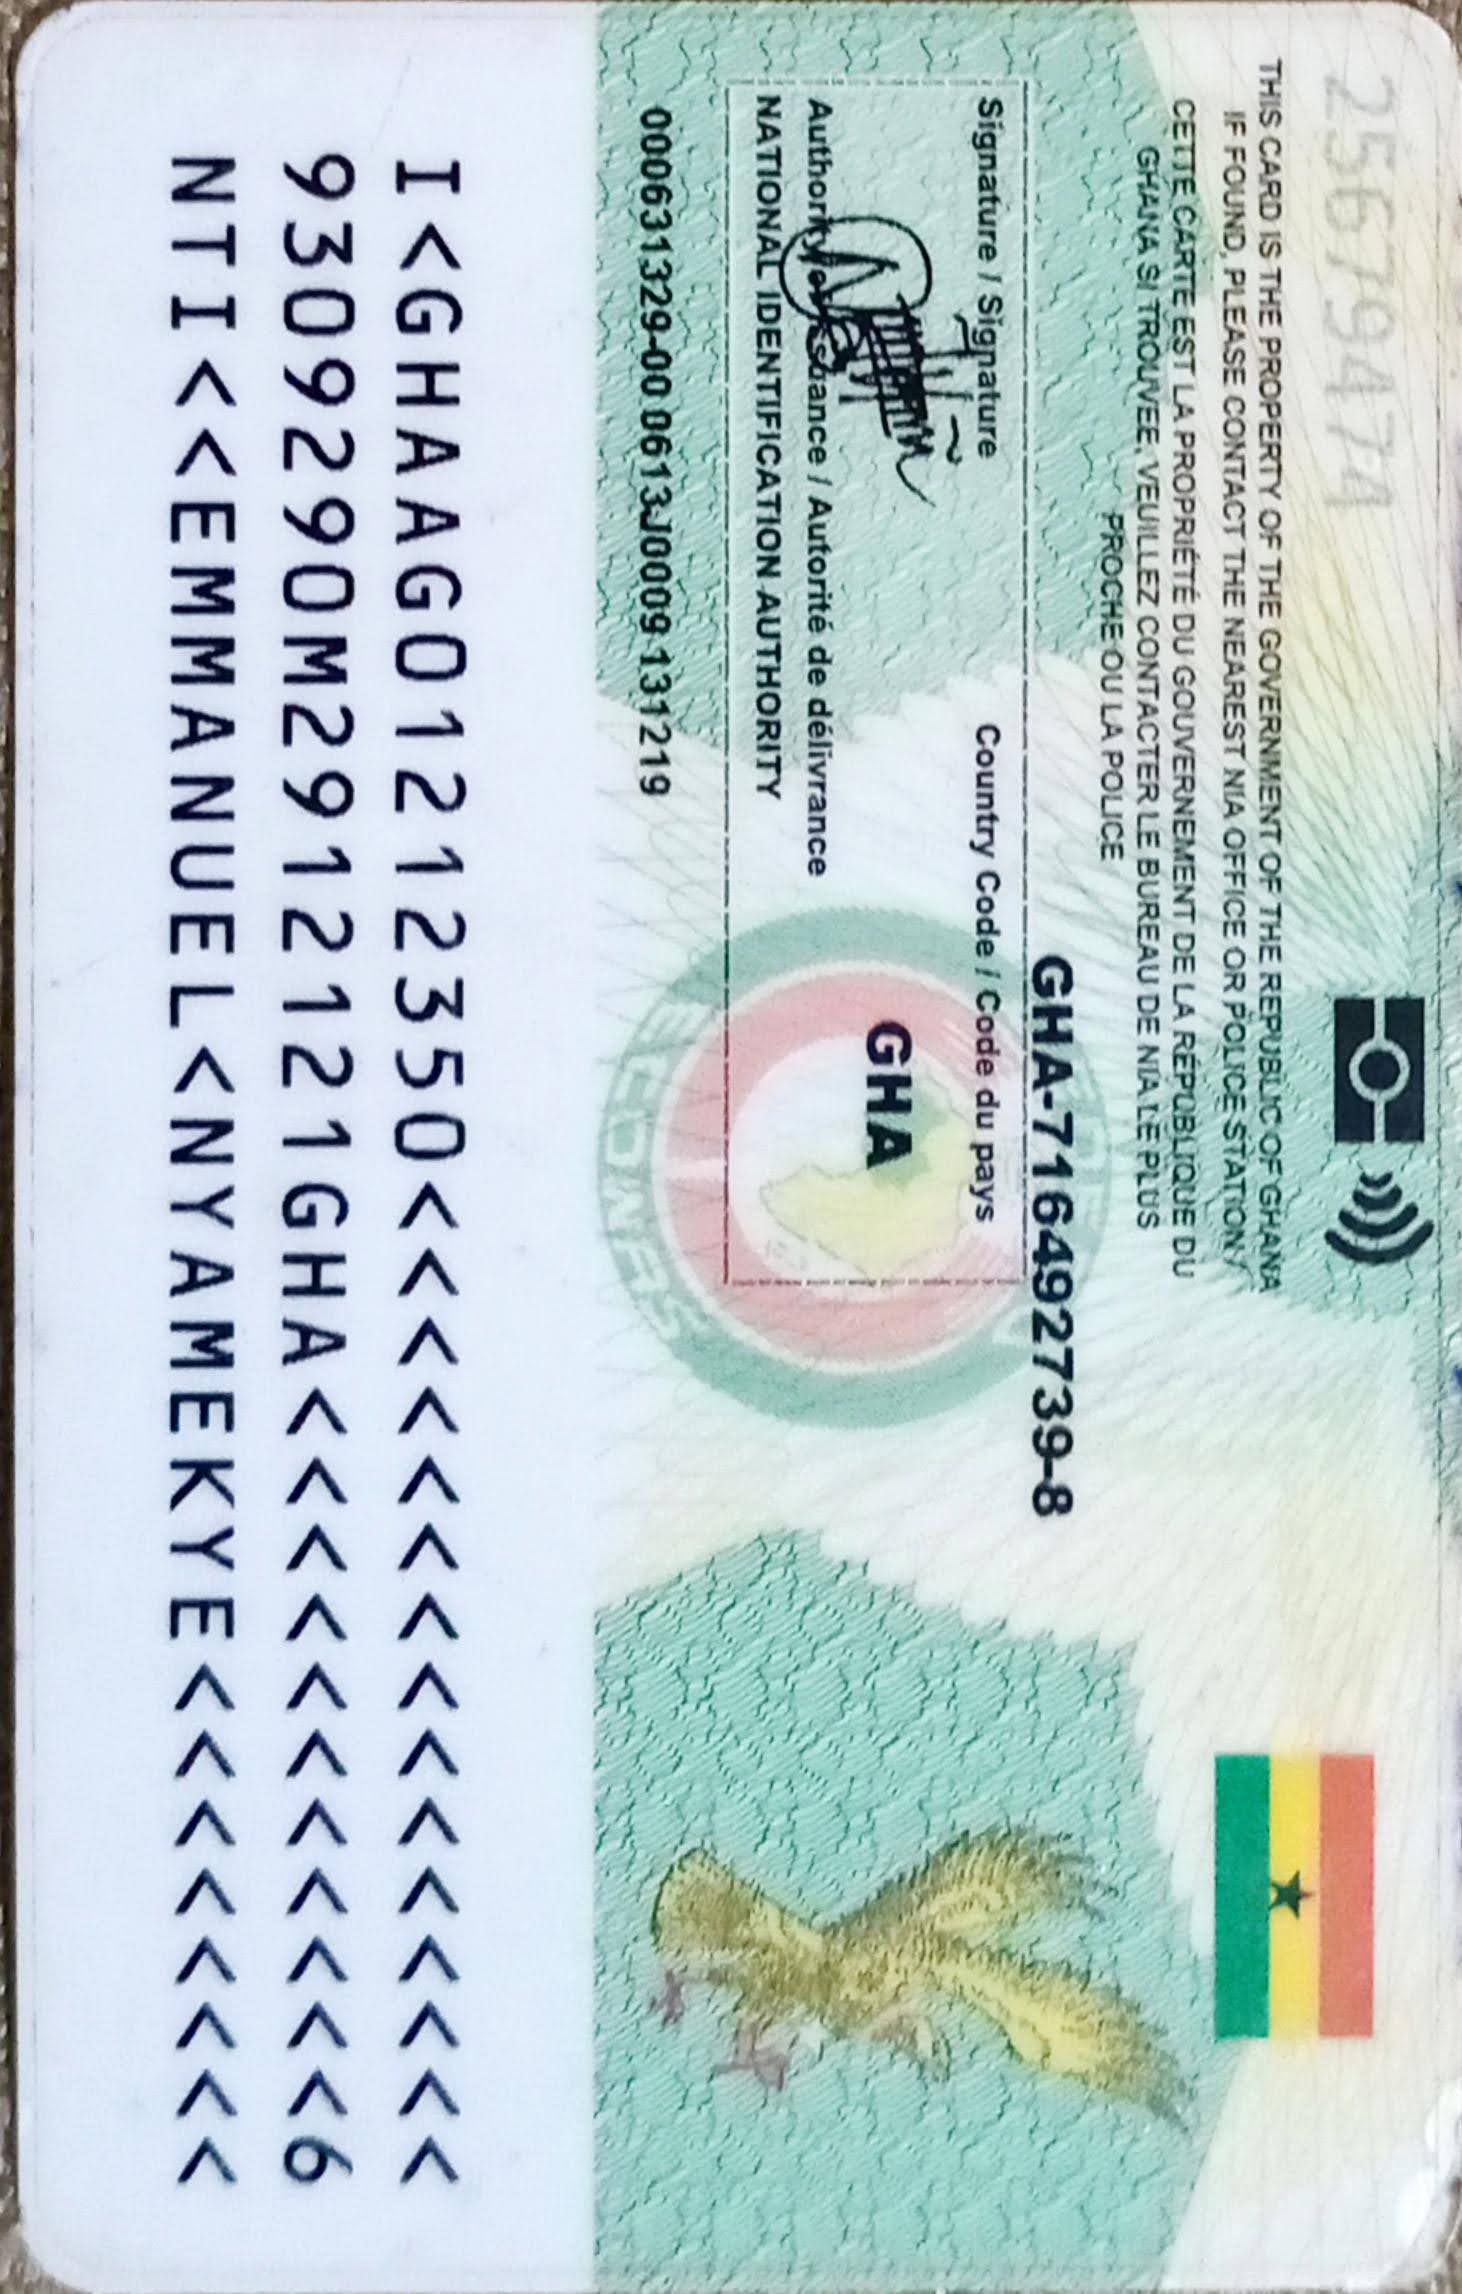 256794774
THIS CARD IS THE PROPERTY OF THE GOVERNMENT OF THE REPUBLIC OF GHANA
IF FOUND, PLEASE CONTACT THE NEAREST NIA OFFICE OR POLICE STATION /
CETTE CARTE EST LA PROPRIÉTÉ DU GOUVERNEMENT DE LA RÉPUBLIQUE DU
GHANA SI TROUVEE, VEUILLEZ CONTACTER LE BUREAU DE NIA LE PLUS
PROCHE OU LA POLICE
GHA-716492739-8
Signature / Signature
Country Code / Code du pays
GHA
Authority of Issuance / Autorité de délivrance
NATIONAL IDENTIFICATION AUTHORITY
000631329-00 0613J0009 131219
ECOWAS
I<GHAAG01212350<<<<<<<<<<<<<<<
9309290M2912121GHA<<<<<<<<<<<6
NTI<<EMMANUEL<NYAMEKYE<<<<<<<<